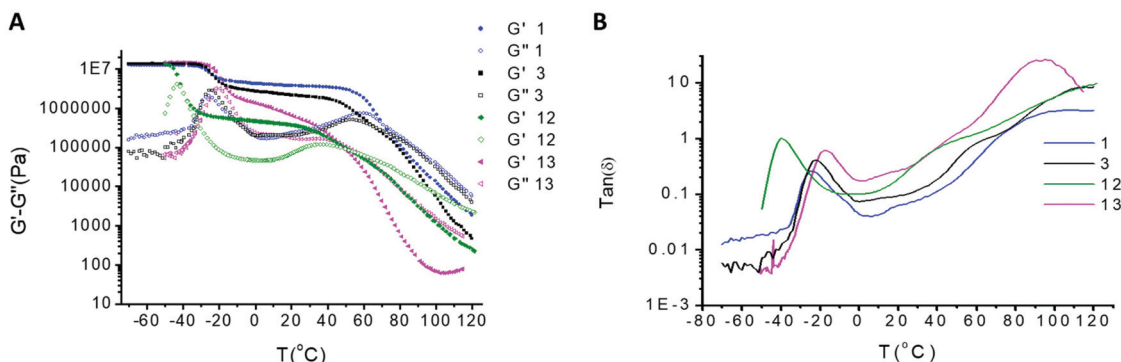 A
1E7
1000000
100000
10000
1000
100
10
G'-G"(Pa)
-60 -40 -20 0 20 40 60 80 100 120
T(°C)
G' 1
G" 1
G' 3
G" 3
G' 12
G' 12
G' 13
G" 13
B
10
1
0.1
0.01
1E-3
Tan(δ)
-80 -60 -40 -20 0 20 40 60 80 100 120
T (°C)
1
3
12
13